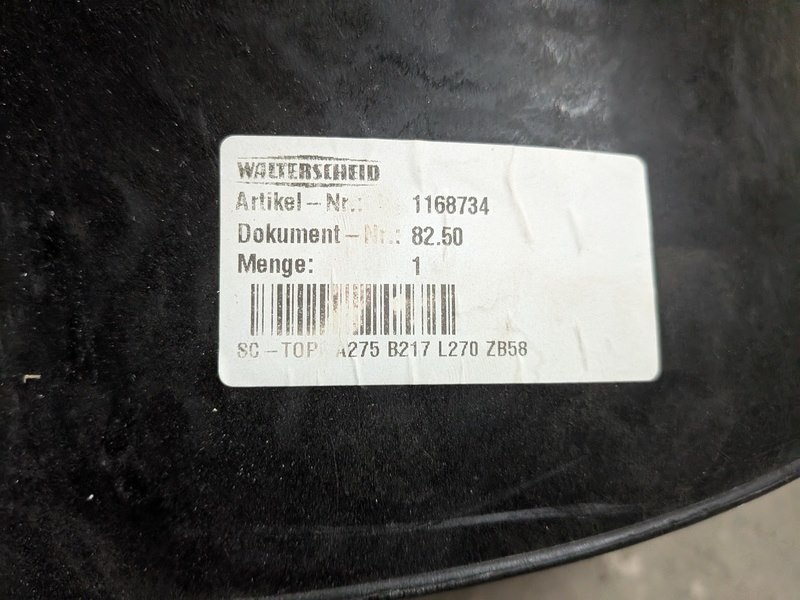 WALTERSCHEID
Artikel-Nr.: 1168734
Dokument-Nr.: 82.50
Menge: 1
SC-TOP A275 B217 L270 ZB58